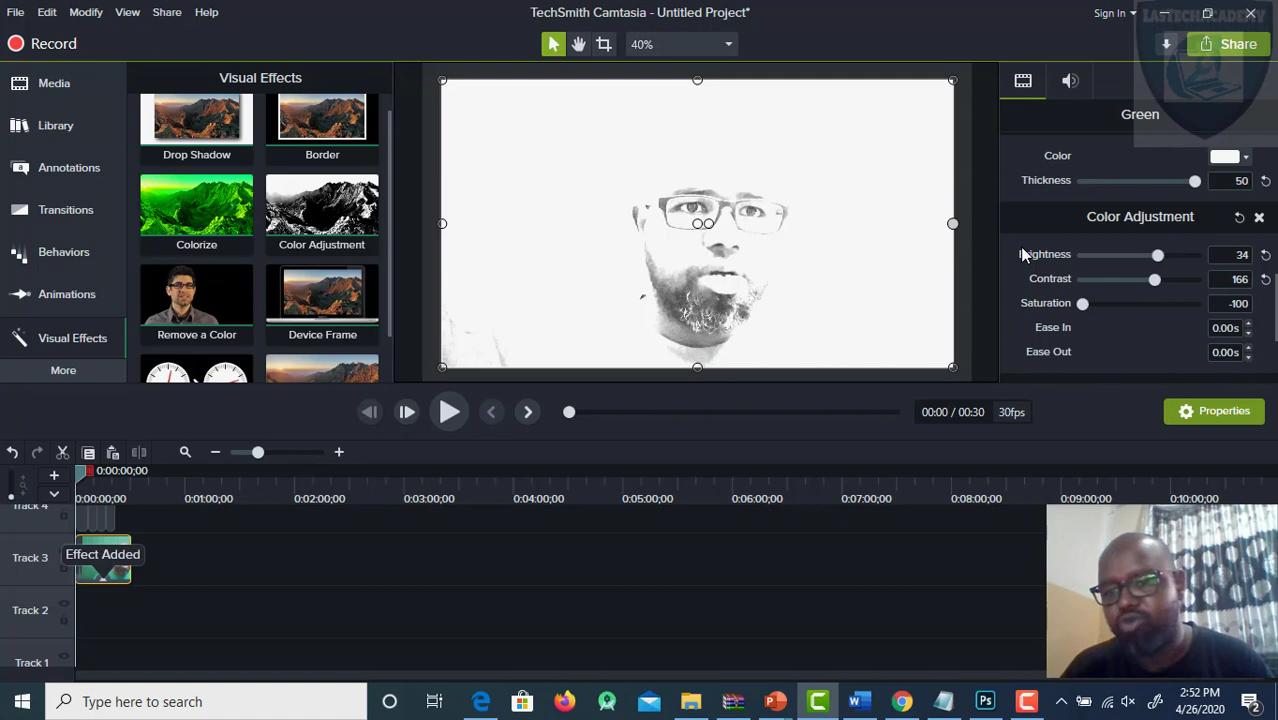 File Edit Modify View Share Help
TechSmith Camtasia - Untitled Project*
Sign In
LASTECHACADEMY
Record
40%
Share
Media
Library
Annotations
Transitions
Behaviors
Animations
Visual Effects
More
Visual Effects
Drop Shadow
Border
Colorize
Color Adjustment
Remove a Color
Device Frame
Green
Color
Thickness 50
Color Adjustment
Brightness 34
Contrast 166
Saturation -100
Ease In 0.00s
Ease Out 0.00s
00:00 / 00:30 30fps
Properties
0:00:00;00
0:00:00;00 0:01:00;00 0:02:00;00 0:03:00;00 0:04:00;00 0:05:00;00 0:06:00;00 0:07:00;00 0:08:00;00 0:09:00;00 0:10:00;00
Track 4
Track 3
Effect Added
Track 2
Track 1
Type here to search
Ps
2:52 PM
4/26/2020
2